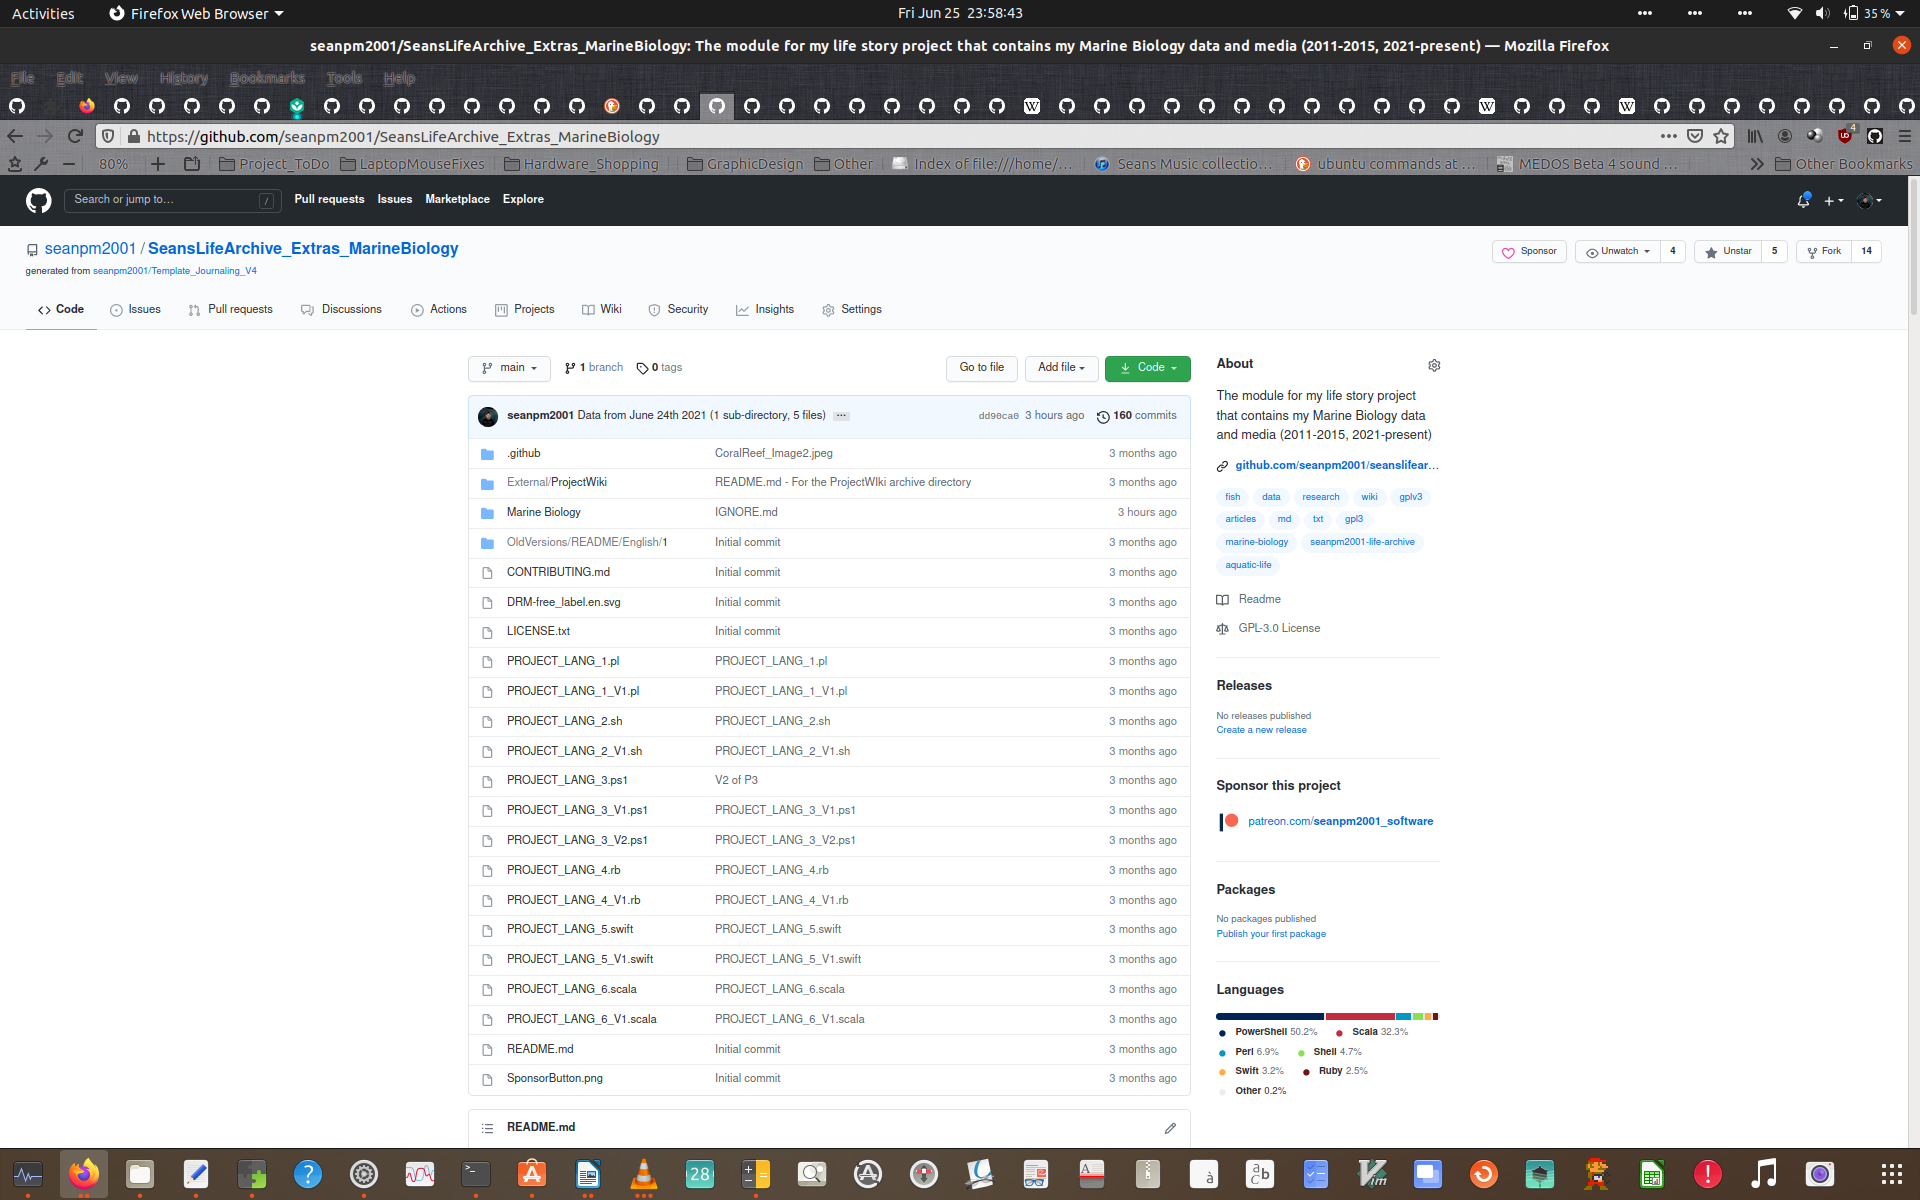 Activities Firefox Web Browser Fri Jun 25 23:58:43 35 %
seanpm2001/SeansLifeArchive_Extras_MarineBiology: The module for my life story project that contains my Marine Biology data and media (2011-2015, 2021-present) — Mozilla Firefox
File Edit View History Bookmarks Tools Help
https://github.com/seanpm2001/SeansLifeArchive_Extras_MarineBiology 4
80% Project_ToDo LaptopMouseFixes Hardware_Shopping GraphicDesign Other Index of file:///home/... Seans Music collectio... ubuntu commands at ... MEDOS Beta 4 sound ... Other Bookmarks
Search or jump to... / Pull requests Issues Marketplace Explore
seanpm2001 / SeansLifeArchive_Extras_MarineBiology Sponsor Unwatch 4 Unstar 5 Fork 14
generated from seanpm2001/Template_Journaling_V4
Code Issues Pull requests Discussions Actions Projects Wiki Security Insights Settings
main 1 branch 0 tags Go to file Add file Code
seanpm2001 Data from June 24th 2021 (1 sub-directory, 5 files) ... dd90ca0 3 hours ago 160 commits
.github CoralReef_Image2.jpeg 3 months ago
External/ProjectWiki README.md - For the ProjectWIki archive directory 3 months ago
Marine Biology IGNORE.md 3 hours ago
OldVersions/README/English/1 Initial commit 3 months ago
CONTRIBUTING.md Initial commit 3 months ago
DRM-free_label.en.svg Initial commit 3 months ago
LICENSE.txt Initial commit 3 months ago
PROJECT_LANG_1.pl PROJECT_LANG_1.pl 3 months ago
PROJECT_LANG_1_V1.pl PROJECT_LANG_1_V1.pl 3 months ago
PROJECT_LANG_2.sh PROJECT_LANG_2.sh 3 months ago
PROJECT_LANG_2_V1.sh PROJECT_LANG_2_V1.sh 3 months ago
PROJECT_LANG_3.ps1 V2 of P3 3 months ago
PROJECT_LANG_3_V1.ps1 PROJECT_LANG_3_V1.ps1 3 months ago
PROJECT_LANG_3_V2.ps1 PROJECT_LANG_3_V2.ps1 3 months ago
PROJECT_LANG_4.rb PROJECT_LANG_4.rb 3 months ago
PROJECT_LANG_4_V1.rb PROJECT_LANG_4_V1.rb 3 months ago
PROJECT_LANG_5.swift PROJECT_LANG_5.swift 3 months ago
PROJECT_LANG_5_V1.swift PROJECT_LANG_5_V1.swift 3 months ago
PROJECT_LANG_6.scala PROJECT_LANG_6.scala 3 months ago
PROJECT_LANG_6_V1.scala PROJECT_LANG_6_V1.scala 3 months ago
README.md Initial commit 3 months ago
SponsorButton.png Initial commit 3 months ago
README.md
About
The module for my life story project
that contains my Marine Biology data
and media (2011-2015, 2021-present)
github.com/seanpm2001/seanslifear...
fish data research wiki gplv3
articles md txt gpl3
marine-biology seanpm2001-life-archive
aquatic-life
Readme
GPL-3.0 License
Releases
No releases published
Create a new release
Sponsor this project
patreon.com/seanpm2001_software
Packages
No packages published
Publish your first package
Languages
PowerShell 50.2% Scala 32.3%
Perl 6.9% Shell 4.7%
Swift 3.2% Ruby 2.5%
Other 0.2%
28